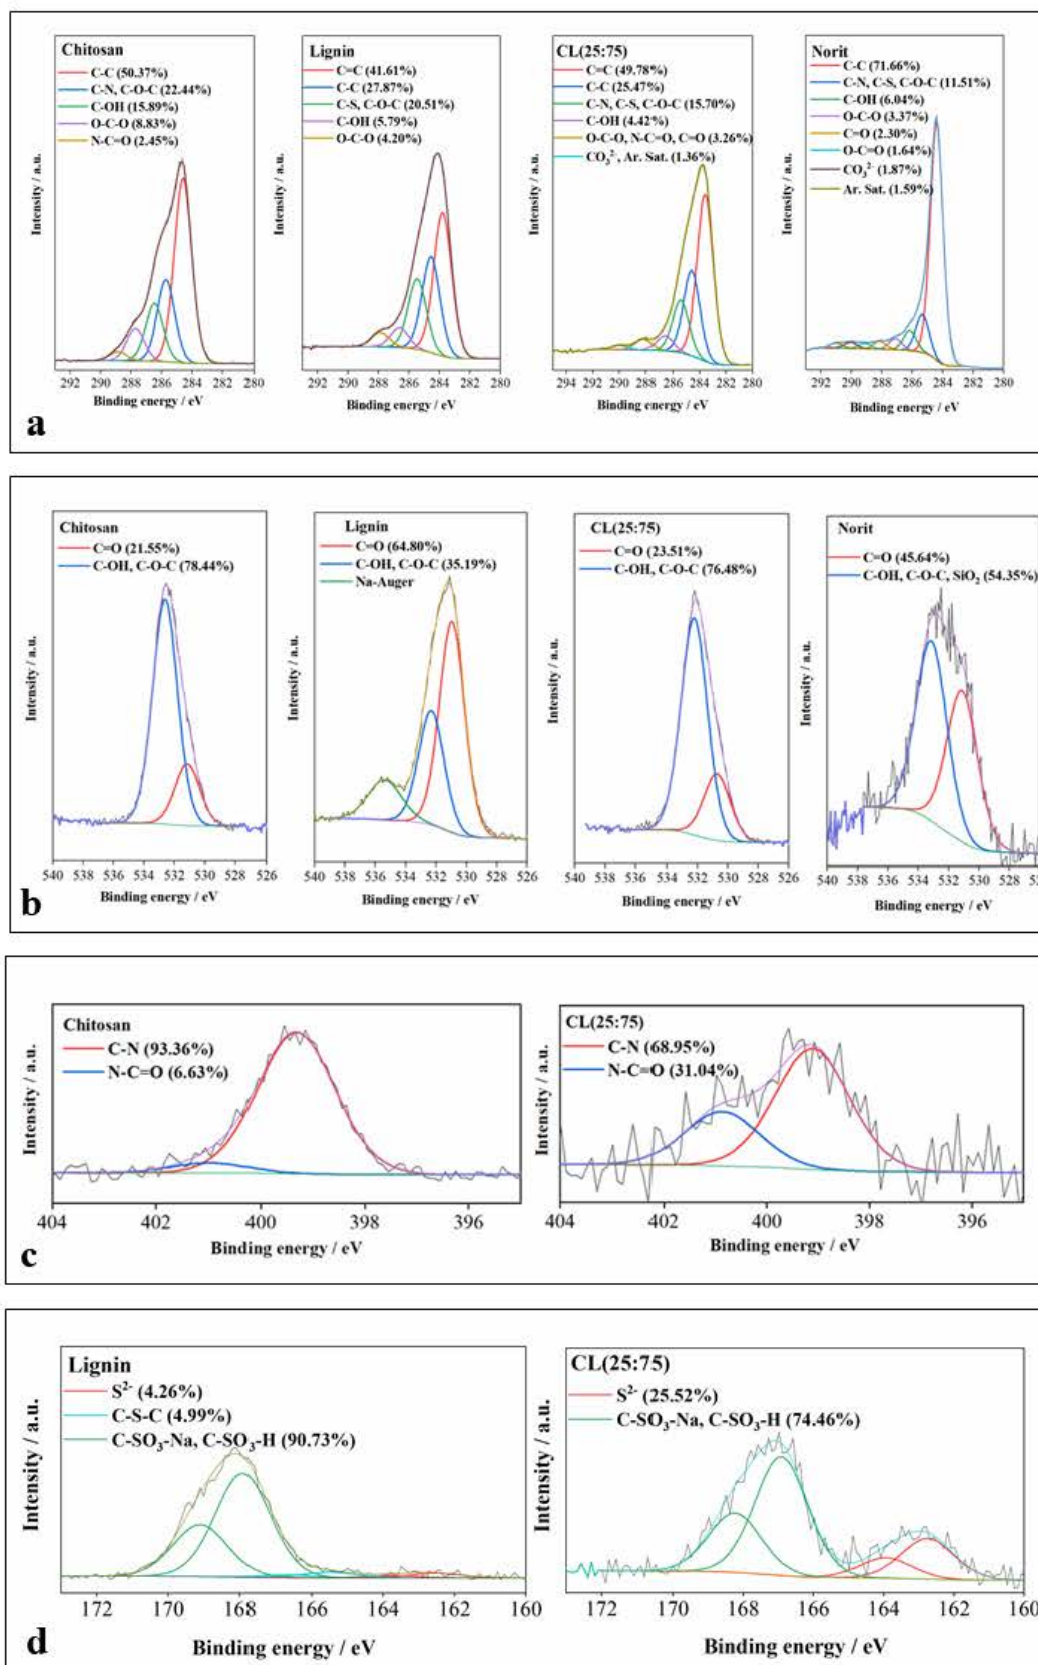 Chitosan
C-C (50.37%)
C-N, C-O-C (22.44%)
C-OH (15.89%)
O-C-O (8.83%)
N-C=O (2.45%)
Intensity / a.u.
292 290 288 286 284 282 280
Binding energy / eV
Lignin
C=C (41.61%)
C-C (27.87%)
C-S, C-O-C (20.51%)
C-OH (5.79%)
O-C-O (4.20%)
Intensity / a.u.
292 290 288 286 284 282 280
Binding energy / eV
CL(25:75)
C=C (49.78%)
C-C (25.47%)
C-N, C-S, C-O-C (15.70%)
C-OH (4.42%)
O-C-O, N-C=O, C=O (3.26%)
CO₃²⁻, Ar. Sat. (1.36%)
Intensity / a.u.
294 292 290 288 286 284 282 280
Binding energy / eV
Norit
C-C (71.66%)
C-N, C-S, C-O-C (11.51%)
C-OH (6.04%)
O-C-O (3.37%)
C=O (2.30%)
O-C=O (1.64%)
CO₃²⁻ (1.87%)
Ar. Sat. (1.59%)
Intensity / a.u.
292 290 288 286 284 282 280
Binding energy / eV
a
Chitosan
C=O (21.55%)
C-OH, C-O-C (78.44%)
Intensity / a.u.
540 538 536 534 532 530 528 526
Binding energy / eV
Lignin
C=O (64.80%)
C-OH, C-O-C (35.19%)
Na-Auger
Intensity / a.u.
540 538 536 534 532 530 528 526
Binding energy / eV
CL(25:75)
C=O (23.51%)
C-OH, C-O-C (76.48%)
Intensity / a.u.
540 538 536 534 532 530 528 526
Binding energy / eV
Norit
C=O (45.64%)
C-OH, C-O-C, SiO₂ (54.35%)
Intensity / a.u.
540 538 536 534 532 530 528
Binding energy / eV
b
Chitosan
C-N (93.36%)
N-C=O (6.63%)
Intensity / a.u.
404 402 400 398 396
Binding energy / eV
CL(25:75)
C-N (68.95%)
N-C=O (31.04%)
Intensity / a.u.
404 402 400 398 396
Binding energy / eV
c
Lignin
S²⁻ (4.26%)
C-S-C (4.99%)
C-SO₃-Na, C-SO₃-H (90.73%)
Intensity / a.u.
172 170 168 166 164 162 160
Binding energy / eV
CL(25:75)
S²⁻ (25.52%)
C-SO₃-Na, C-SO₃-H (74.46%)
Intensity / a.u.
172 170 168 166 164 162 160
Binding energy / eV
d